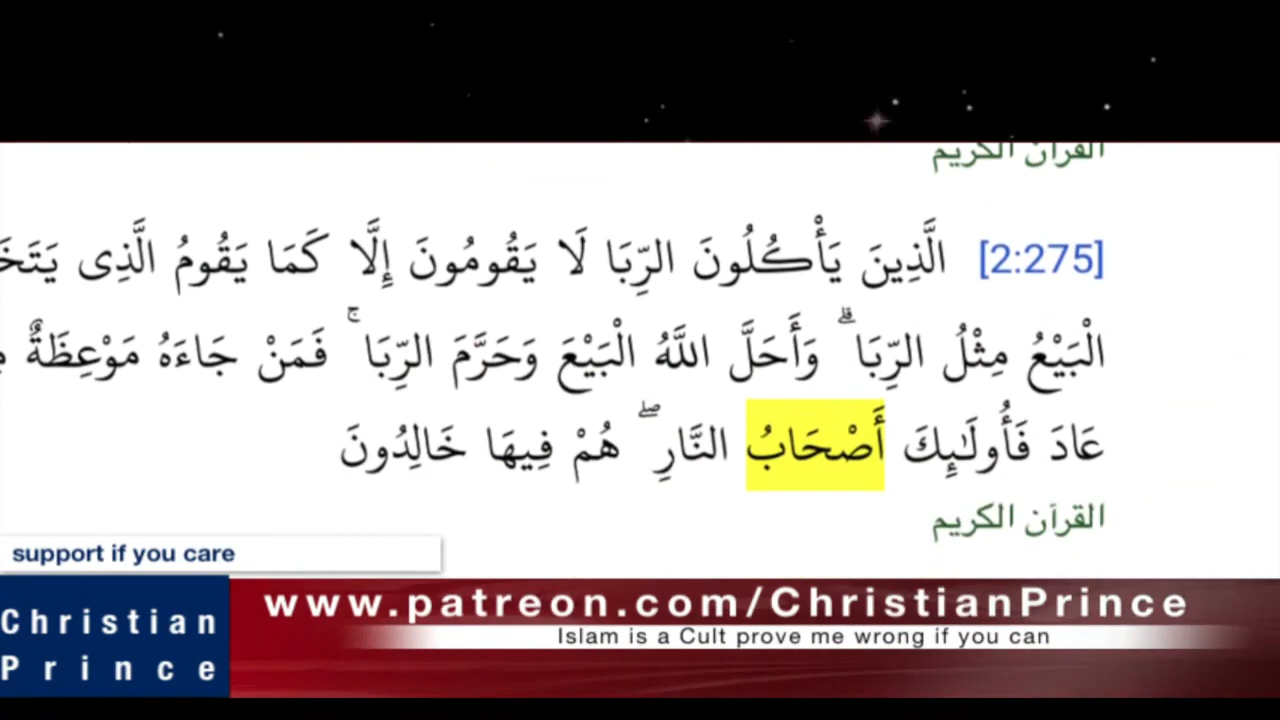 القرآن الكريم
[2:275] الَّذِينَ يَأْكُلُونَ الرِّبَا لَا يَقُومُونَ إِلَّا كَمَا يَقُومُ الَّذِى
الْبَيْعُ مِثْلُ الرِّبَا ۗ وَأَحَلَّ اللَّهُ الْبَيْعَ وَحَرَّمَ الرِّبَا ۚ فَمَنْ جَاءَهُ مَوْعِظَةٌ
عَادَ فَأُولَٰئِكَ أَصْحَابُ النَّارِ ۖ هُمْ فِيهَا خَالِدُونَ
القرآن الكريم
support if you care
Christian
Prince
www.patreon.com/ChristianPrince
Islam is a Cult prove me wrong if you can